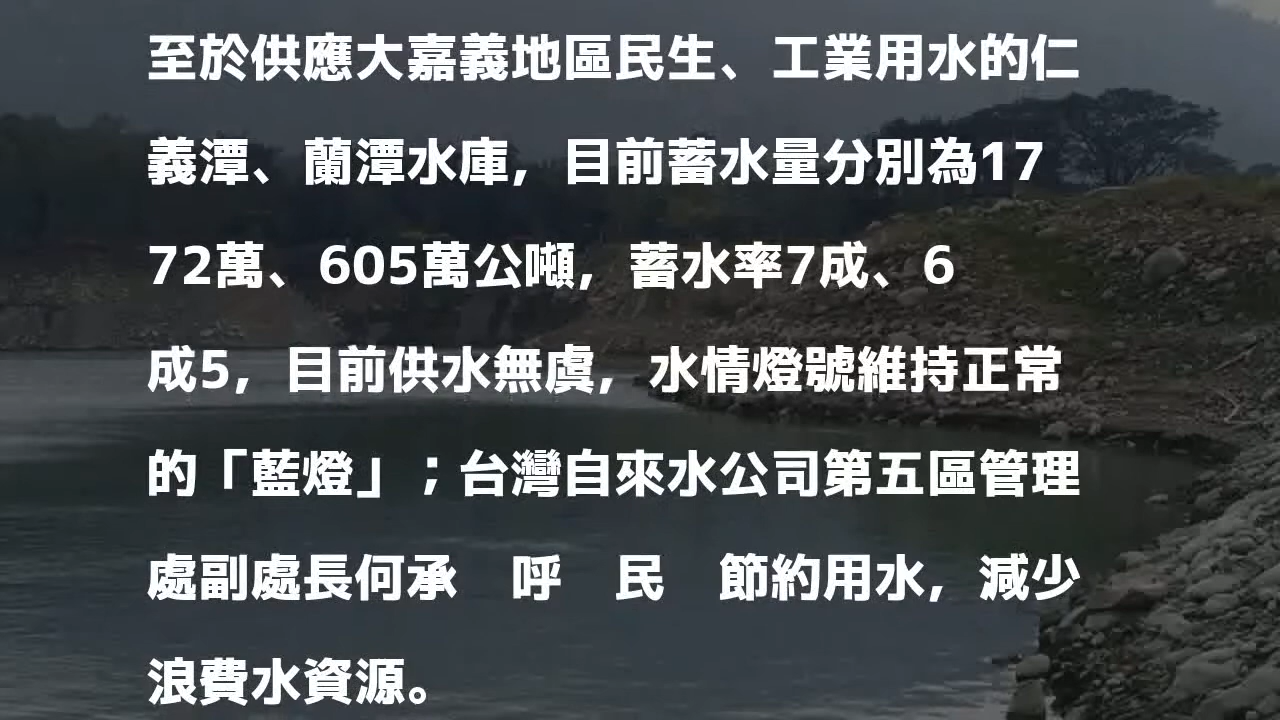 至於供應大嘉義地區民生、工業用水的仁
義潭、蘭潭水庫，目前蓄水量分別為17
72萬、605萬公噸，蓄水率7成、6
成5，目前供水無虞，水情燈號維持正常
的「藍燈」；台灣自來水公司第五區管理
處副處長何承　呼　民　節約用水，減少
浪費水資源。